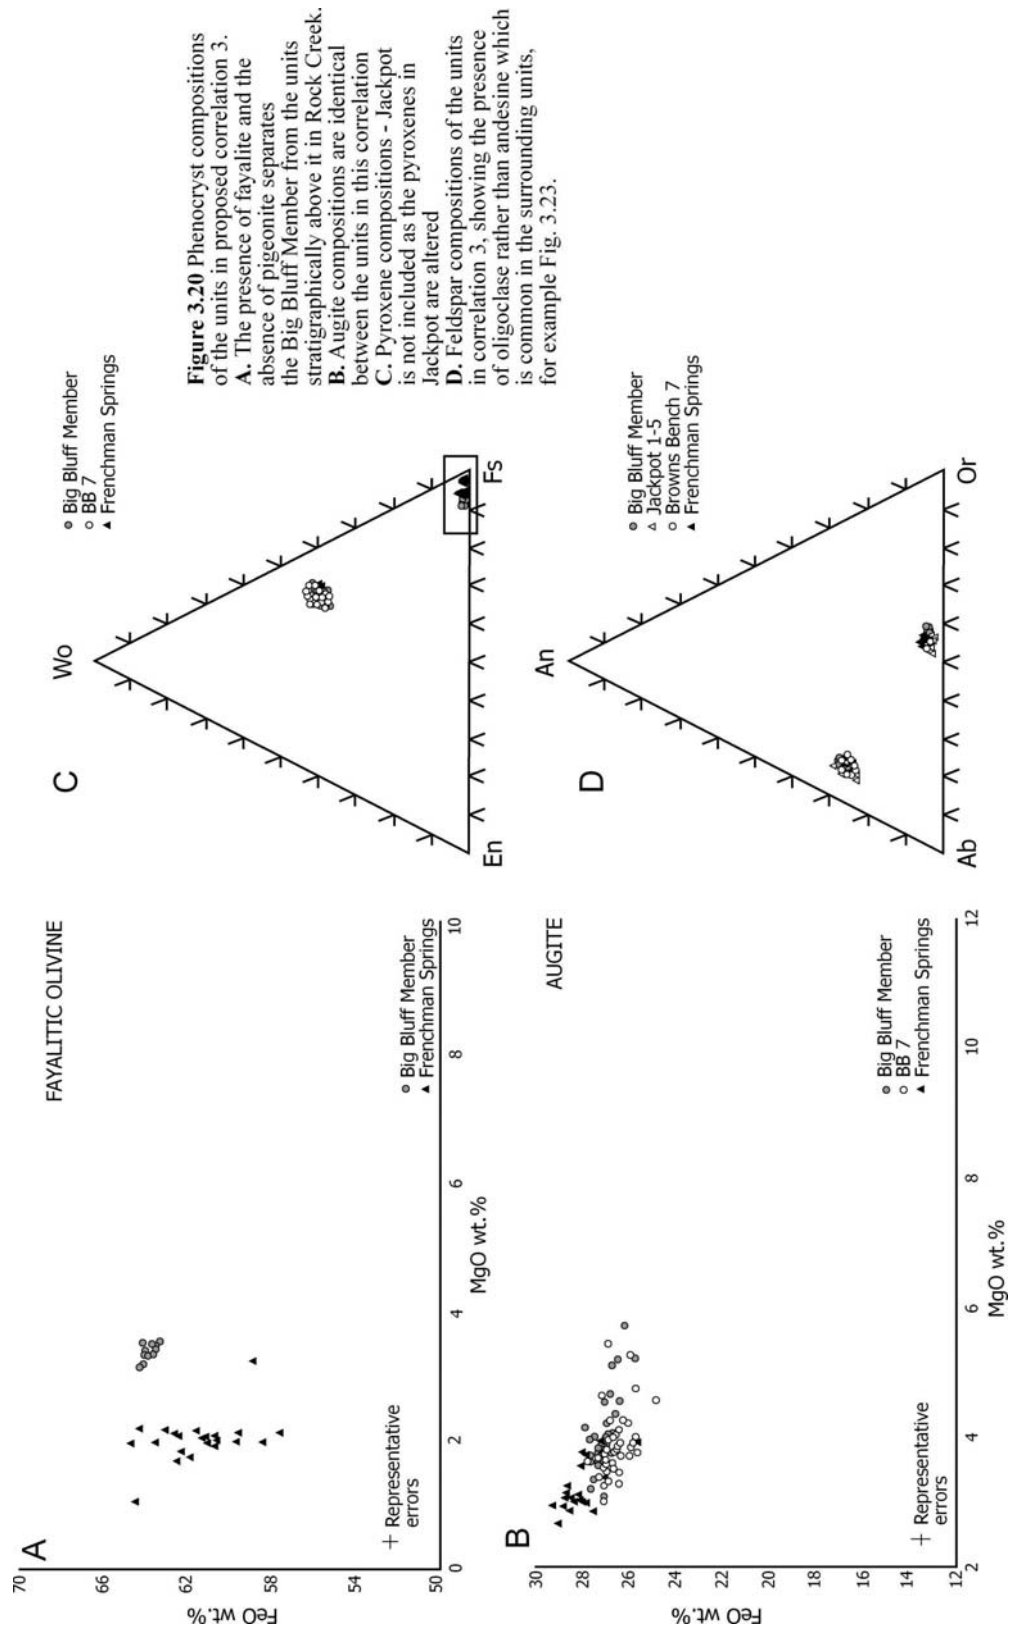 A
FAYALITIC OLIVINE
70
66
62
58
54
50
FeO wt.%
0
2
4
6
8
10
MgO wt.%
Representative
errors
Big Bluff Member
Frenchman Springs
B
AUGITE
30
28
26
24
22
20
18
16
14
12
FeO wt.%
2
4
6
8
10
12
MgO wt.%
Representative
errors
Big Bluff Member
BB 7
Frenchman Springs
C
Wo
En
Fs
Big Bluff Member
BB 7
Frenchman Springs
D
An
Ab
Or
Big Bluff Member
Jackpot 1-5
Browns Bench 7
Frenchman Springs
Figure 3.20 Phenocryst compositions
of the units in proposed correlation 3.
A. The presence of fayalite and the
absence of pigeonite separates
the Big Bluff Member from the units
stratigraphically above it in Rock Creek.
B. Augite compositions are identical
between the units in this correlation
C. Pyroxene compositions - Jackpot
is not included as the pyroxenes in
Jackpot are altered
D. Feldspar compositions of the units
in correlation 3, showing the presence
of oligoclase rather than andesine which
is common in the surrounding units,
for example Fig. 3.23.